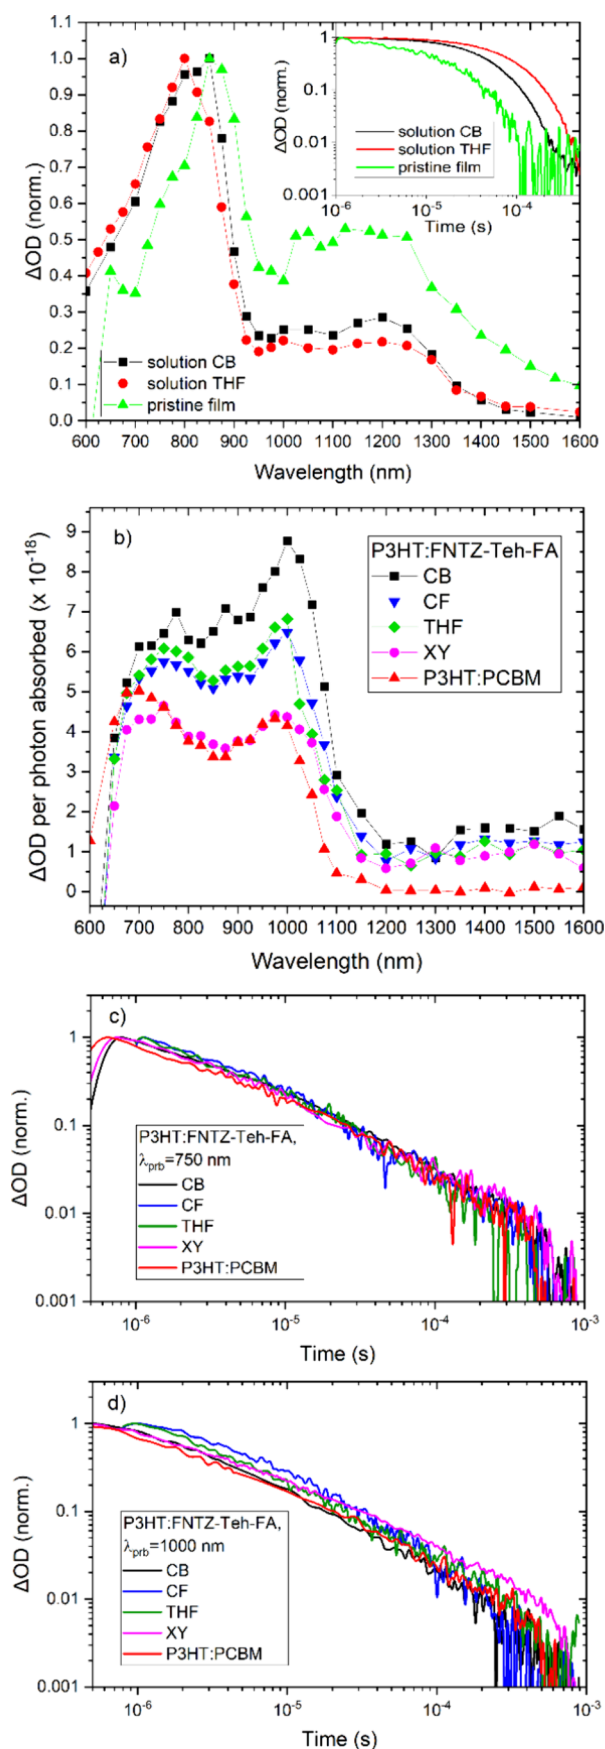 a)
ΔOD (norm.)
1.0
0.9
0.8
0.7
0.6
0.5
0.4
0.3
0.2
0.1
0.0
600 700 800 900 1000 1100 1200 1300 1400 1500 1600
Wavelength (nm)
solution CB
solution THF
pristine film
ΔOD (norm.)
1
0.1
0.01
0.001
solution CB
solution THF
pristine film
10⁻⁶ 10⁻⁵ 10⁻⁴
Time (s)
b)
ΔOD per photon absorbed (x 10⁻¹⁸)
9
8
7
6
5
4
3
2
1
0
P3HT:FNTZ-Teh-FA
CB
CF
THF
XY
P3HT:PCBM
600 700 800 900 1000 1100 1200 1300 1400 1500 1600
Wavelength (nm)
c)
ΔOD (norm.)
1
0.1
0.01
0.001
P3HT:FNTZ-Teh-FA,
λprb=750 nm
CB
CF
THF
XY
P3HT:PCBM
10⁻⁶ 10⁻⁵ 10⁻⁴ 10⁻³
Time (s)
d)
ΔOD (norm.)
1
0.1
0.01
0.001
P3HT:FNTZ-Teh-FA,
λprb=1000 nm
CB
CF
THF
XY
P3HT:PCBM
10⁻⁶ 10⁻⁵ 10⁻⁴ 10⁻³
Time (s)